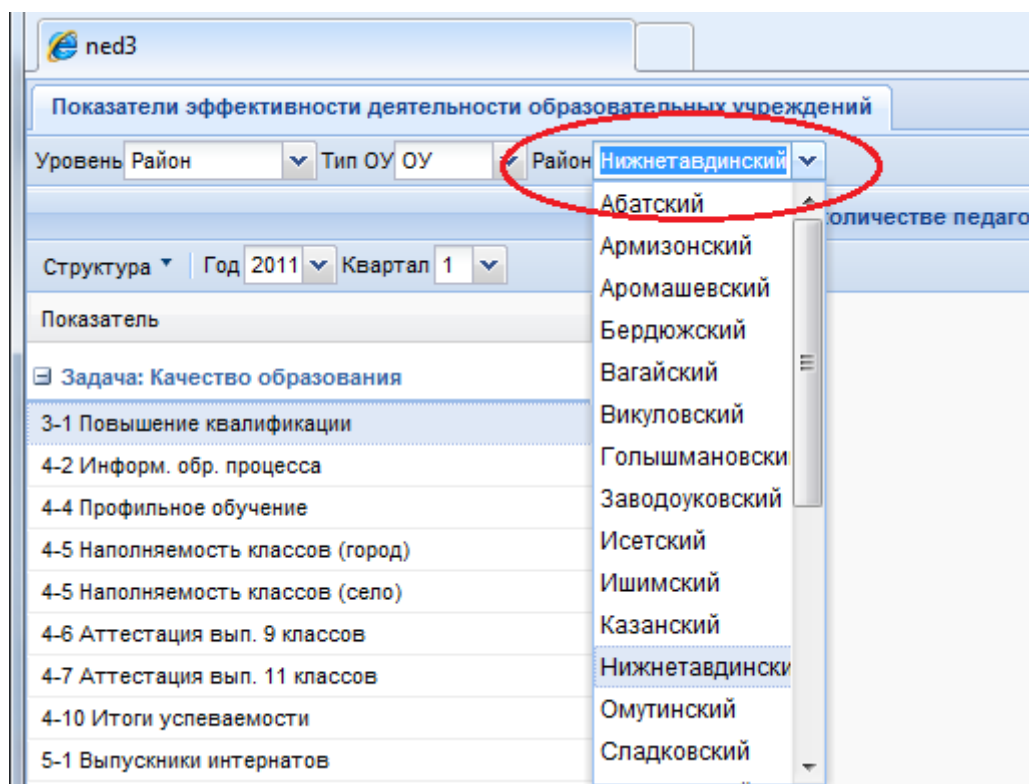 ned3
Показатели эффективности деятельности образовательных учреждений
Уровень Район Тип ОУ ОУ Район Нижнетавдинский
количестве педаго
Структура Год 2011 Квартал 1
Показатель
Задача: Качество образования
3-1 Повышение квалификации
4-2 Информ. обр. процесса
4-4 Профильное обучение
4-5 Наполняемость классов (город)
4-5 Наполняемость классов (село)
4-6 Аттестация вып. 9 классов
4-7 Аттестация вып. 11 классов
4-10 Итоги успеваемости
5-1 Выпускники интернатов
Абатский
Армизонский
Аромашевский
Бердюжский
Вагайский
Викуловский
Голышмановски
Заводоуковский
Исетский
Ишимский
Казанский
Нижнетавдински
Омутинский
Сладковский